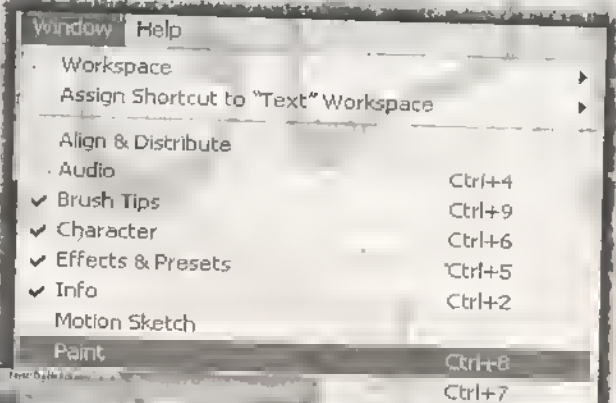 Window Help
Workspace
Assign Shortcut to "Text" Workspace
Align & Distribute
Audio Ctrl+4
Brush Tips Ctrl+9
Character Ctrl+6
Effects & Presets Ctrl+5
Info Ctrl+2
Motion Sketch
Paint Ctrl+8
Ctrl+7